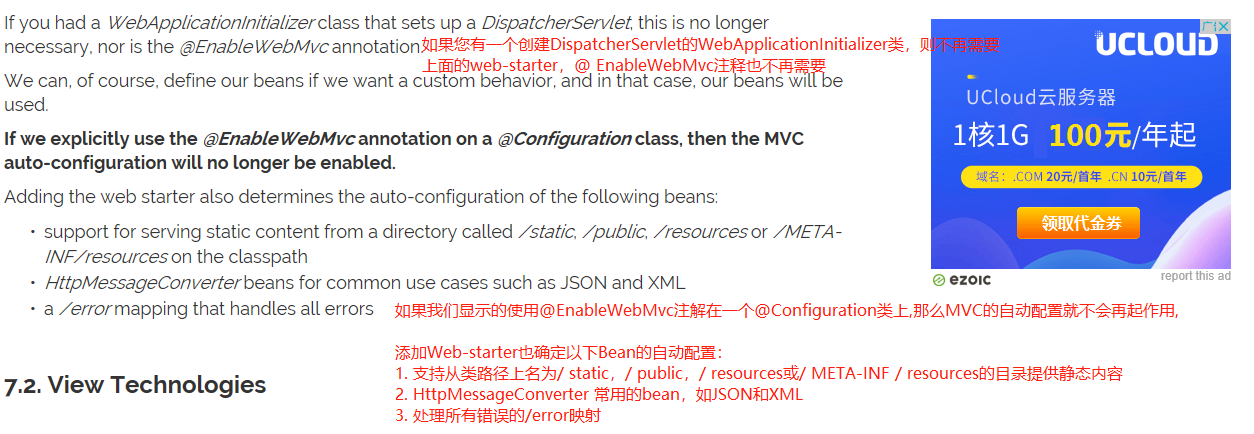 If you had a WebApplicationInitializer class that sets up a DispatcherServlet, this is no longer
necessary, nor is the @EnableWebMvc annotation.
如果您有一个创建DispatcherServlet的WebApplicationInitializer类，则不再需要
上面的web-starter，@ EnableWebMvc注释也不再需要
We can, of course, define our beans if we want a custom behavior, and in that case, our beans will be
used.
If we explicitly use the @EnableWebMvc annotation on a @Configuration class, then the MVC
auto-configuration will no longer be enabled.
Adding the web starter also determines the auto-configuration of the following beans:
• support for serving static content from a directory called /static, /public, /resources or /META-
INF/resources on the classpath
• HttpMessageConverter beans for common use cases such as JSON and XML
• a /error mapping that handles all errors
如果我们显示的使用@EnableWebMvc注解在一个@Configuration类上,那么MVC的自动配置就不会再起作用,
添加Web-starter也确定以下Bean的自动配置：
1. 支持从类路径上名为/ static，/ public，/ resources或/ META-INF / resources的目录提供静态内容
2. HttpMessageConverter 常用的bean，如JSON和XML
3. 处理所有错误的/error映射
7.2. View Technologies
广告
UCLOUD
UCloud云服务器
1核1G 100元/年起
域名：.COM 20元/首年 .CN 10元/首年
领取代金券
ezoic
report this ad